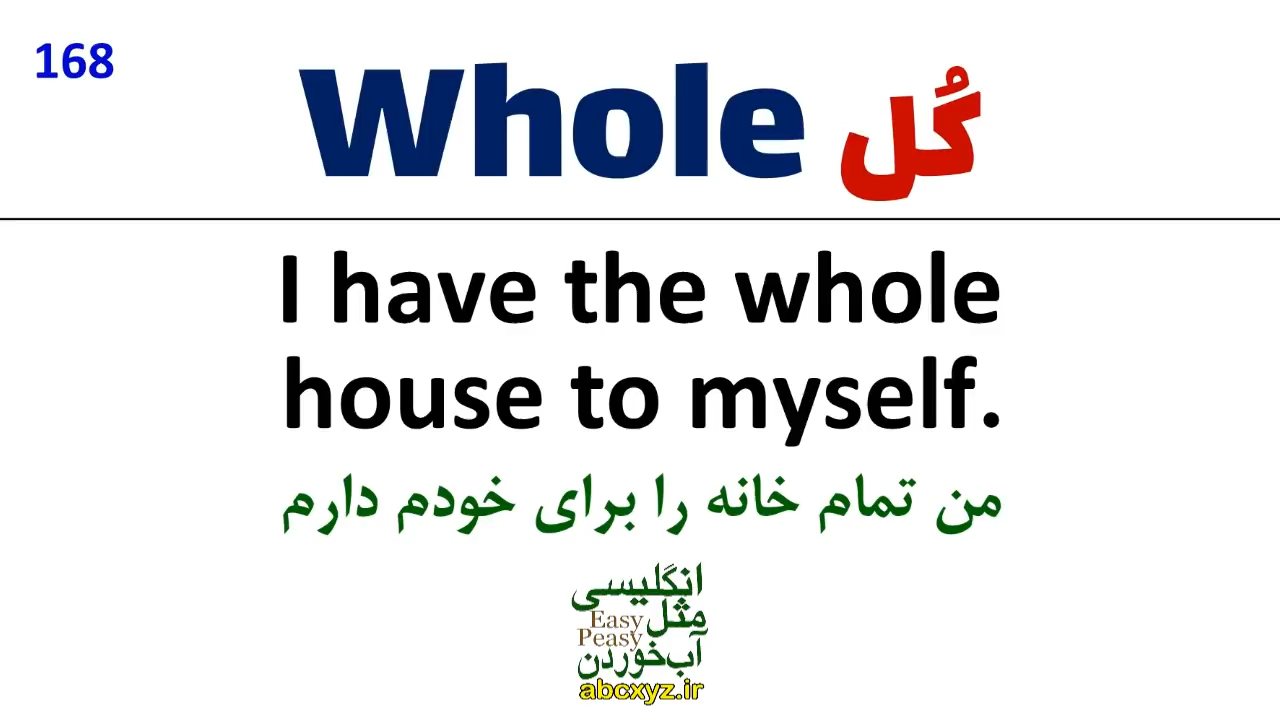 168
Whole کُل
I have the whole
house to myself.
من تمام خانه را برای خودم دارم
انگلیسی
مثل Easy
Peasy
آب‌خوردن
abcxyz.ir